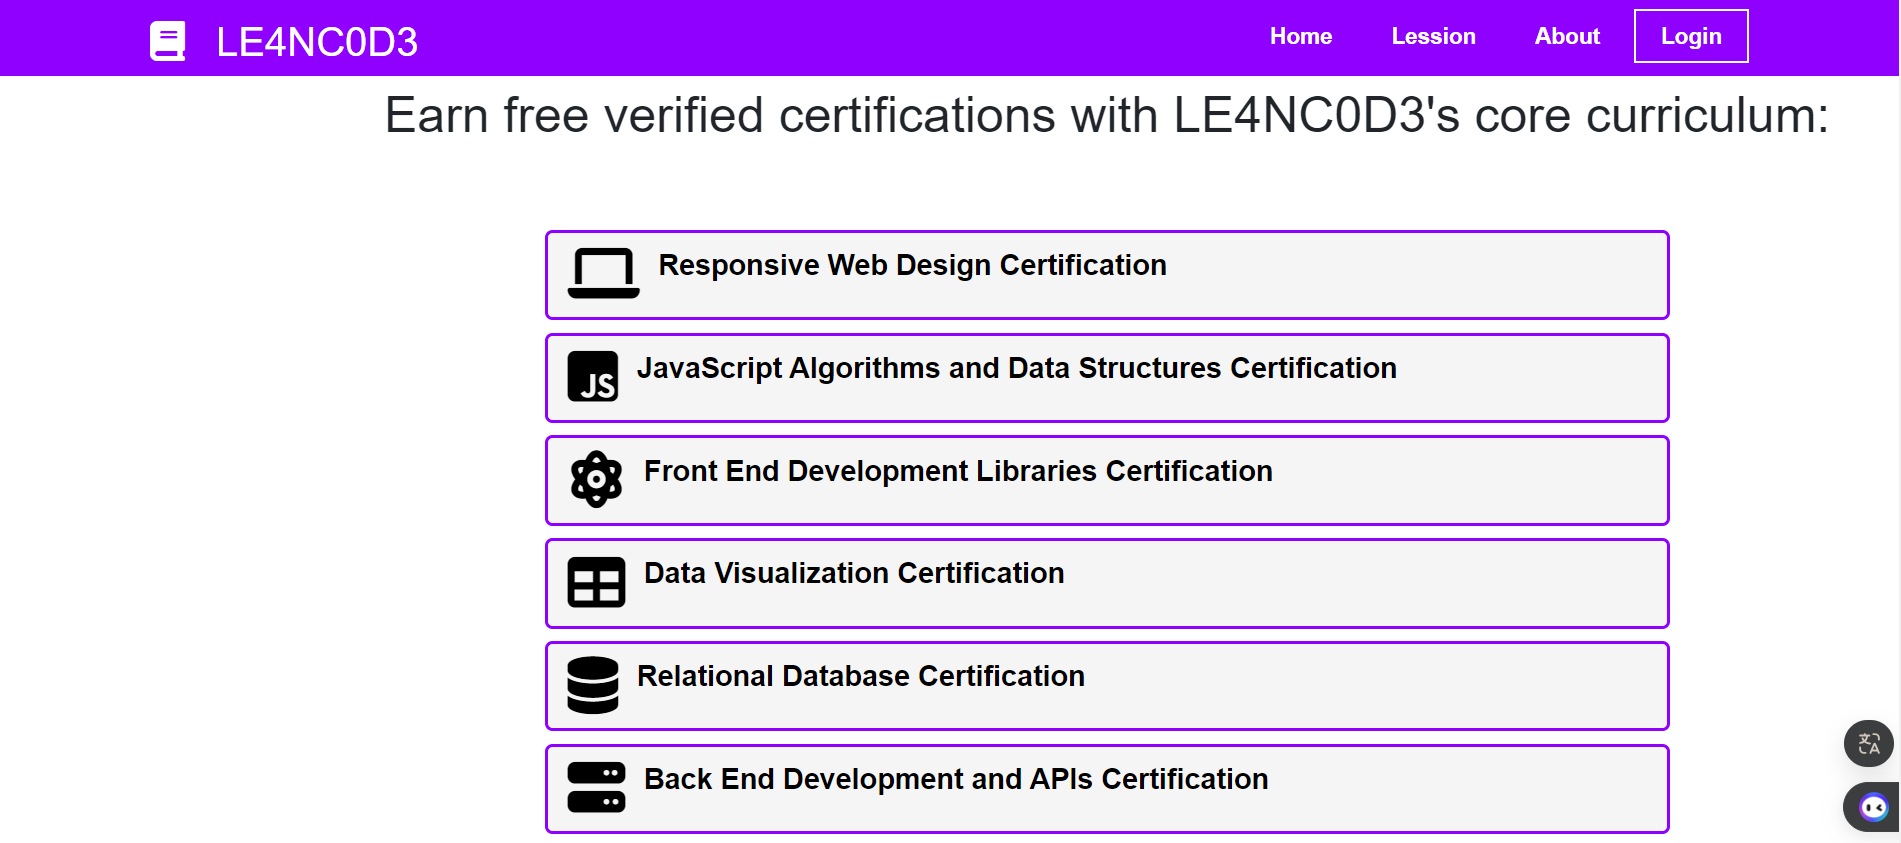 LE4NC0D3
Home Lession About Login
Earn free verified certifications with LE4NC0D3's core curriculum:
Responsive Web Design Certification
JS JavaScript Algorithms and Data Structures Certification
Front End Development Libraries Certification
Data Visualization Certification
Relational Database Certification
Back End Development and APIs Certification
文A